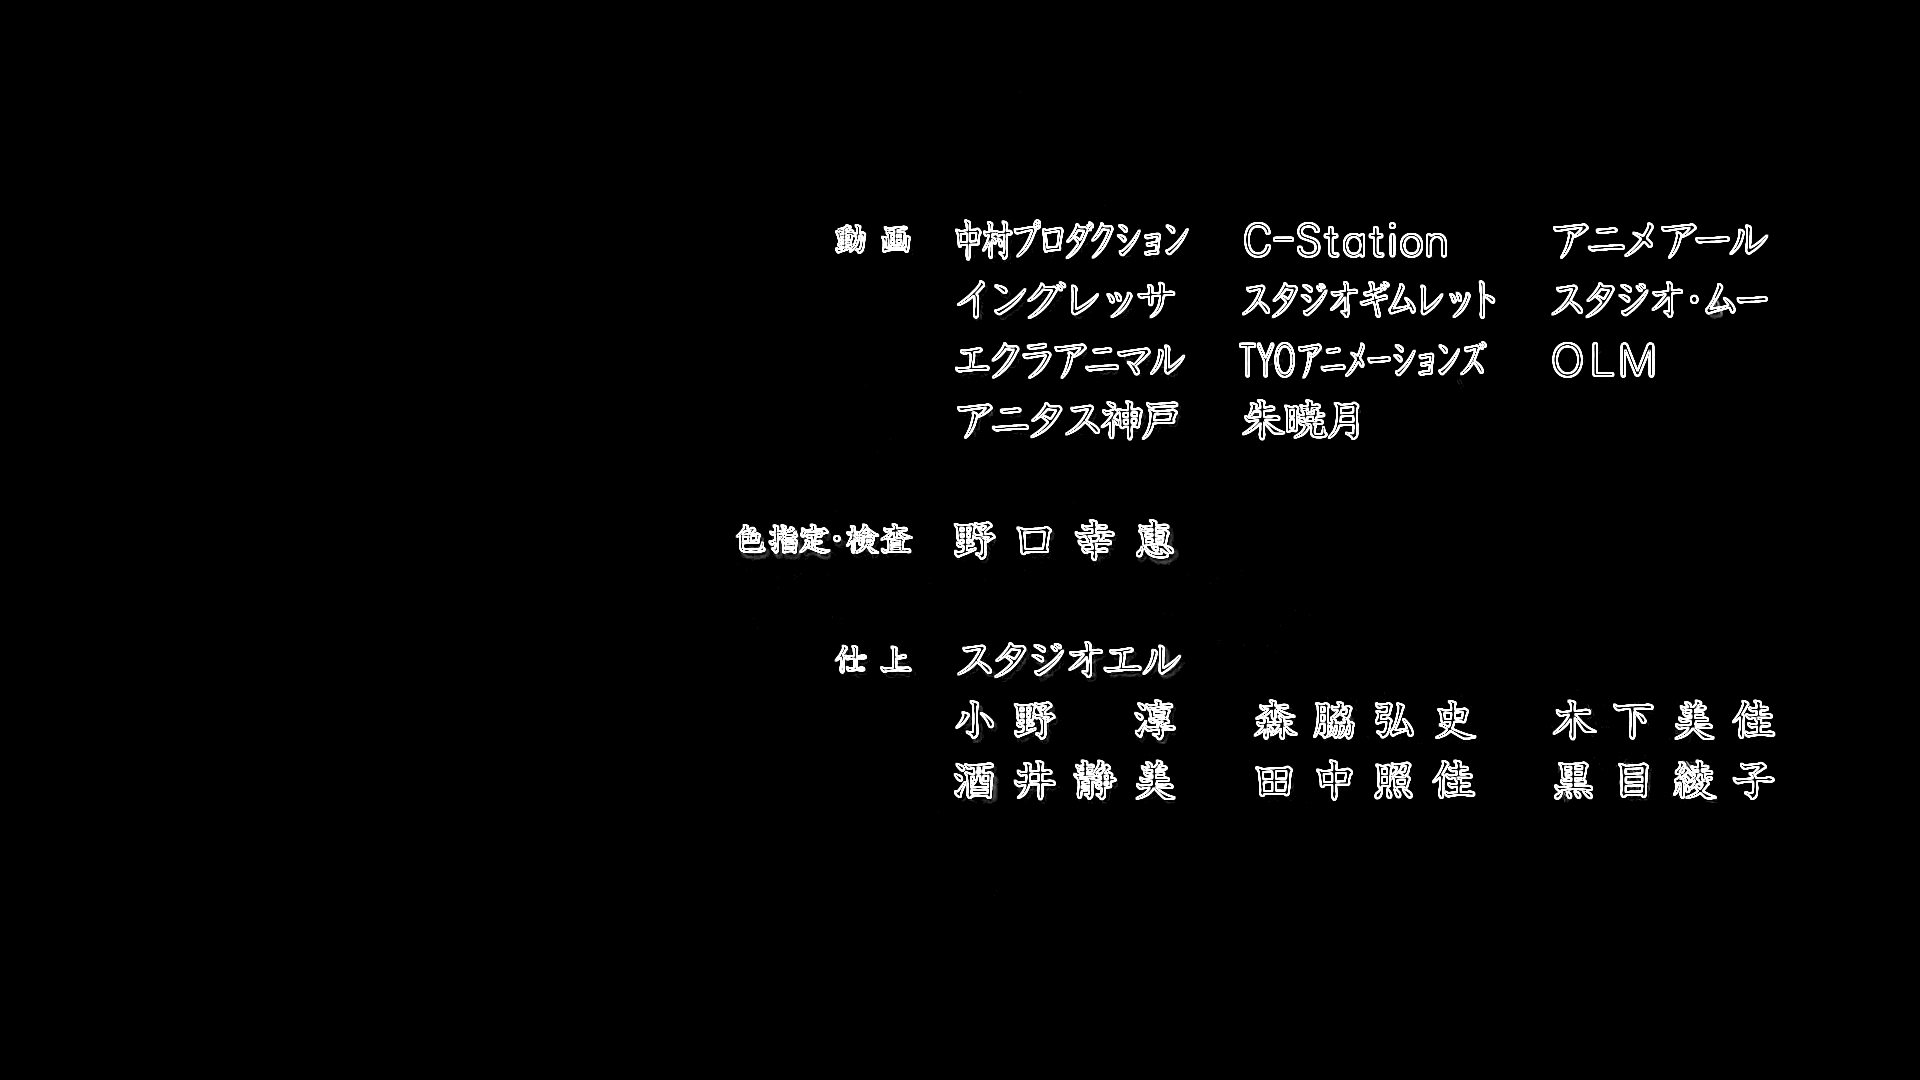 動画 中村プロダクション C-Station アニメアール
イングレッサ スタジオギムレット スタジオ・ムー
エクラアニマル TYOアニメーションズ OLM
アニタス神戸 朱暁月
色指定・検査 野口幸恵
仕上 スタジオエル
小野 淳 森脇弘史 木下美佳
酒井静美 田中照佳 黒目綾子